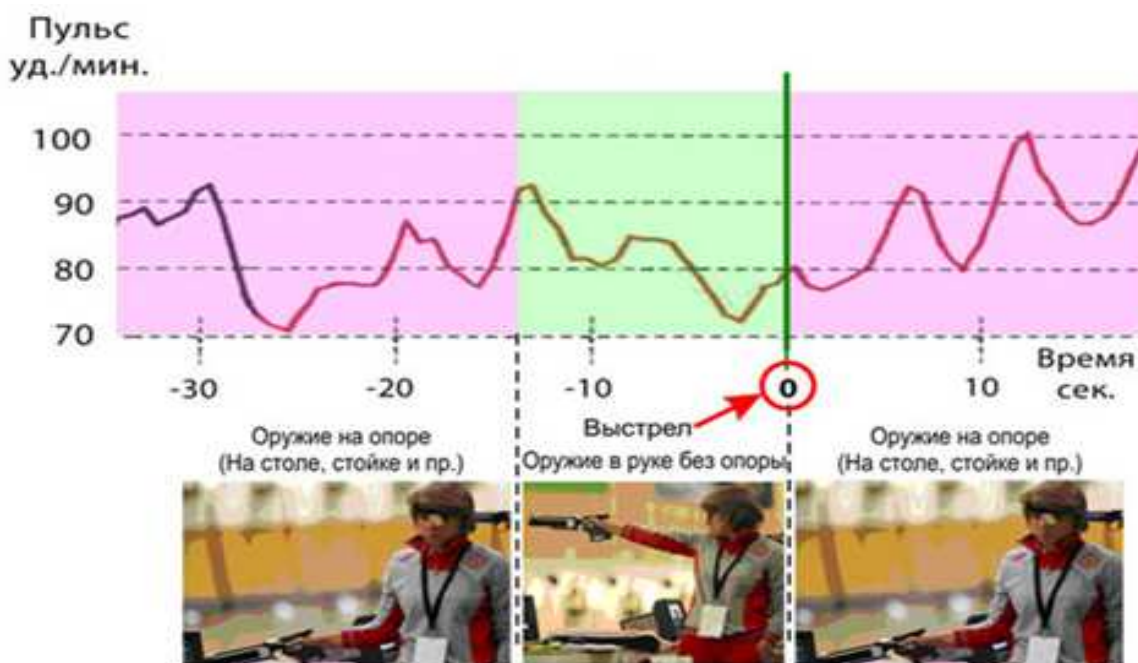 Пульс
уд./мин.
100
90
80
70
-30
-20
-10
0
10
Время
сек.
Выстрел
Оружие на опоре
(На столе, стойке и пр.)
Оружие в руке без опоры
Оружие на опоре
(На столе, стойке и пр.)